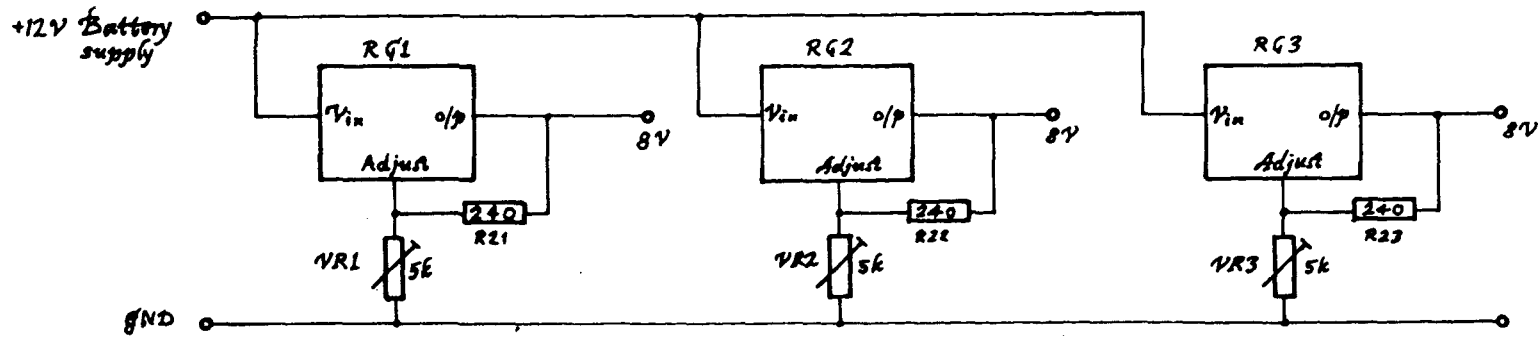 +12V Battery
supply
RG1
Vin
o/p
Adjust
8V
240
R21
VR1
5k
RG2
Vin
o/p
Adjust
8V
240
R22
VR2
5k
RG3
Vin
o/p
Adjust
8V
240
R23
VR3
5k
GND